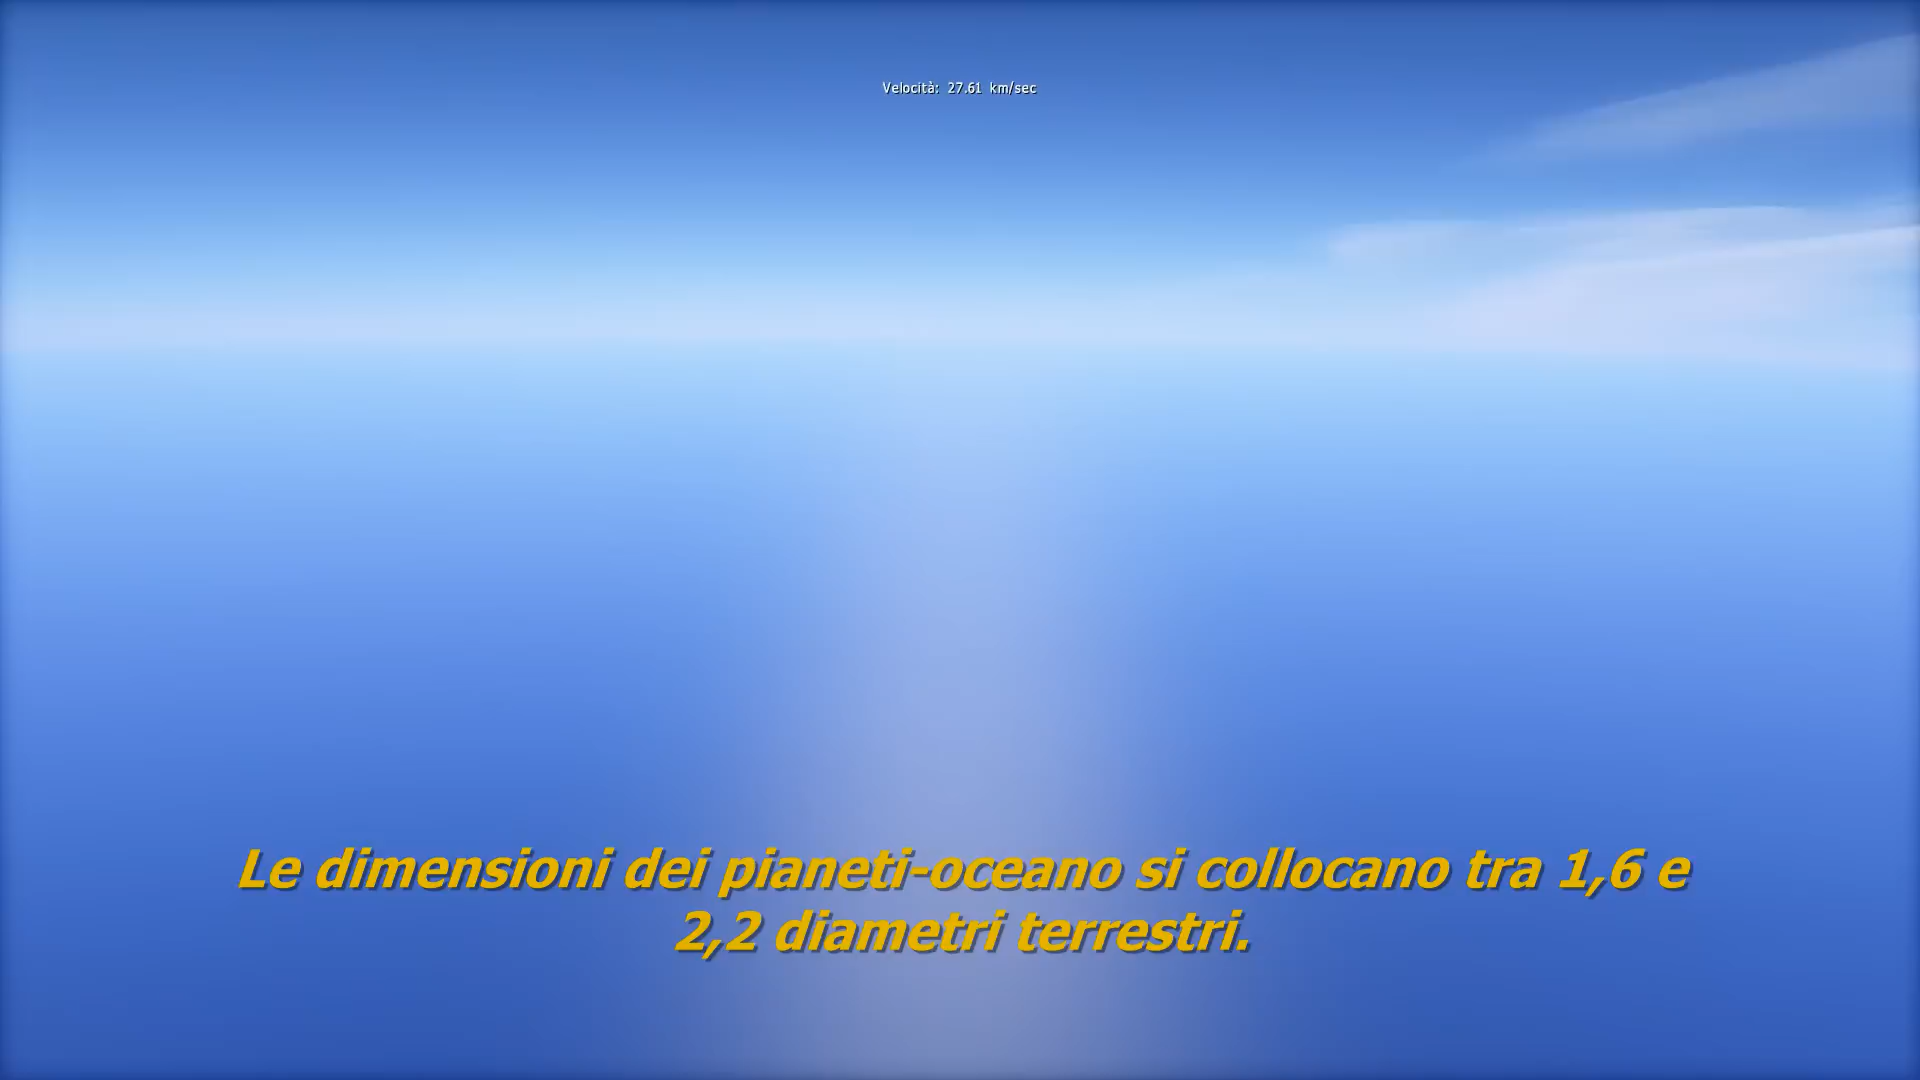 Velocità: 27.61 km/sec
Le dimensioni dei pianeti-oceano si collocano tra 1,6 e
2,2 diametri terrestri.